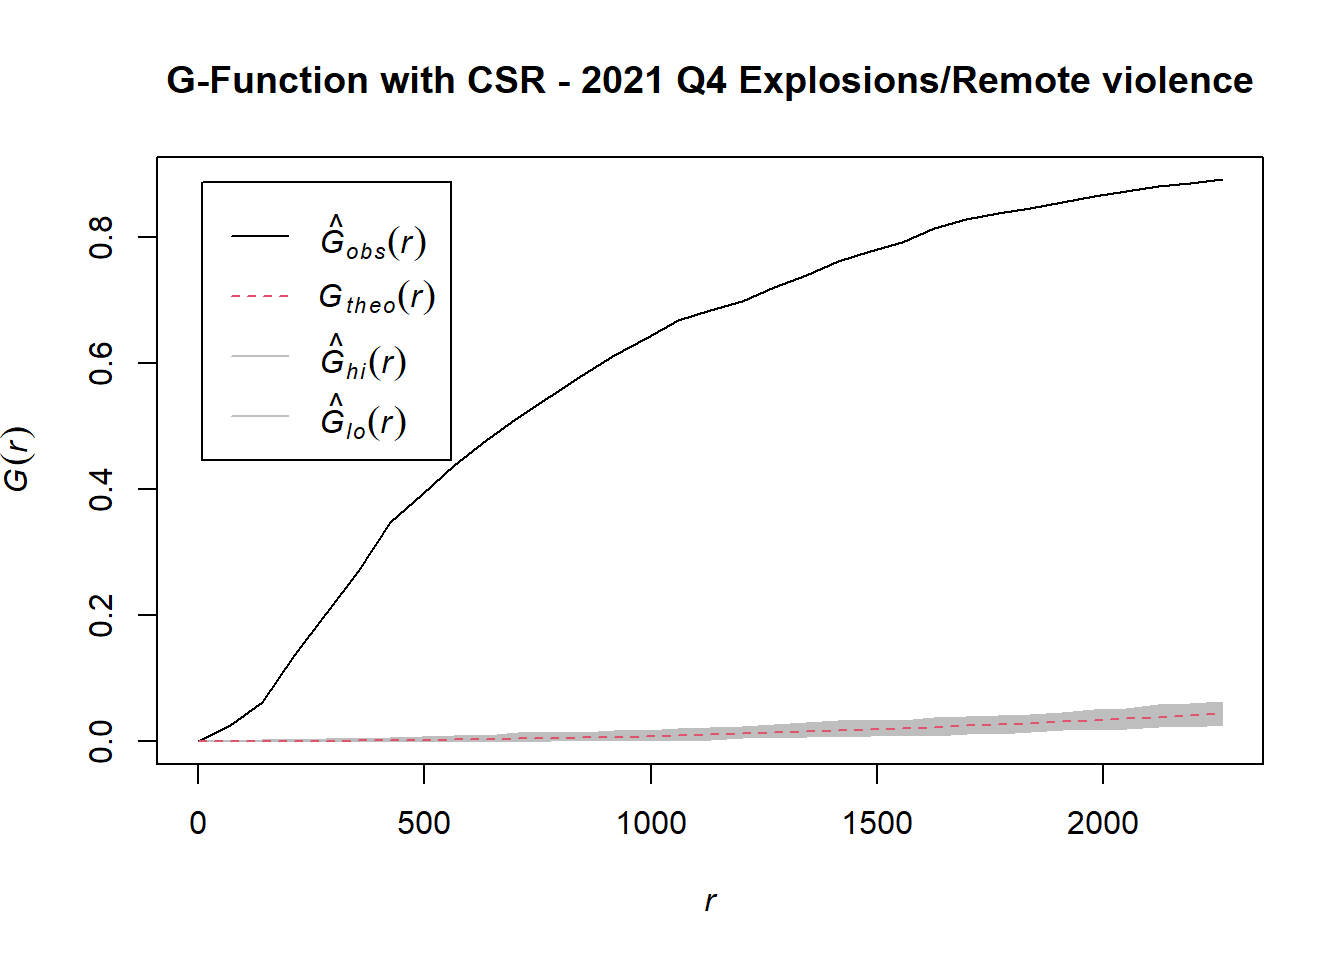 G-Function with CSR - 2021 Q4 Explosions/Remote violence
Ĝobs(r)
Gtheo(r)
Ĝhi(r)
Ĝlo(r)
G(r)
0.8
0.6
0.4
0.2
0.0
0 500 1000 1500 2000
r